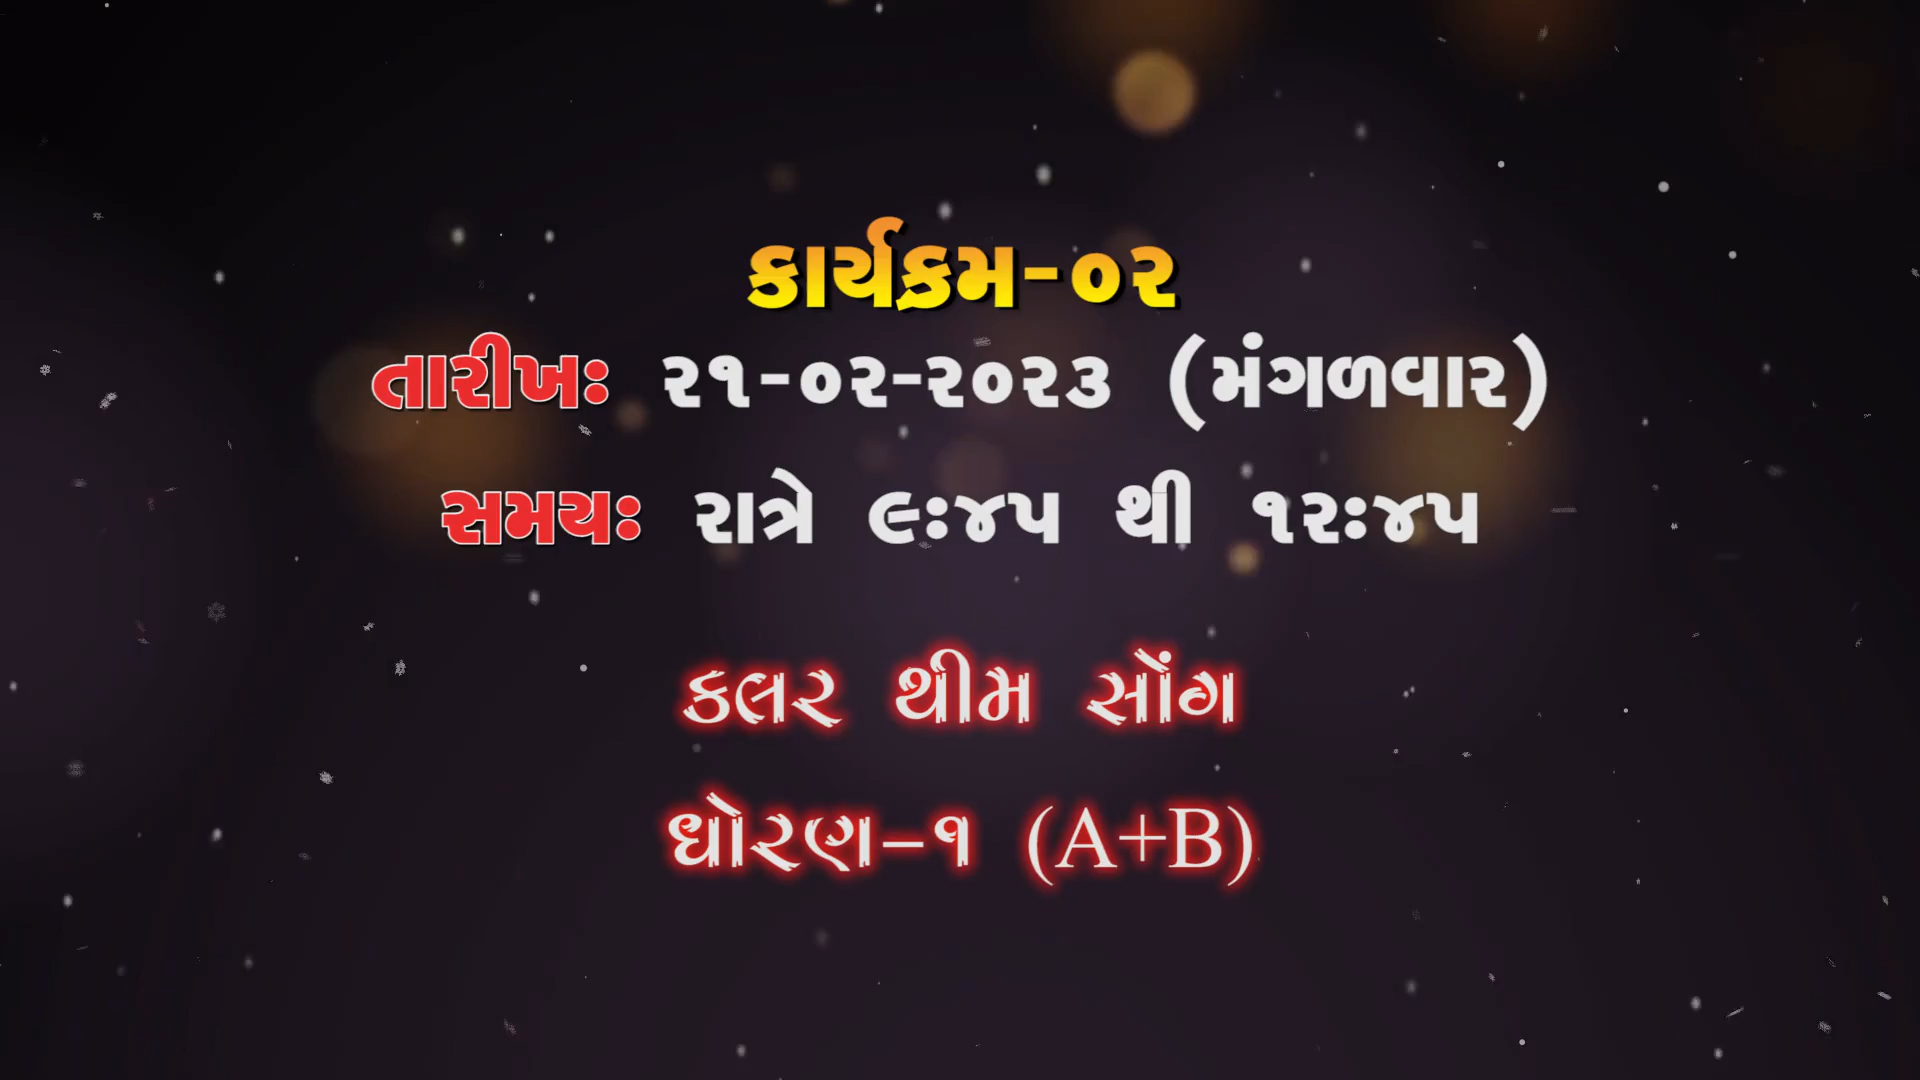 કાર્યક્રમ-૦૨
તારીખઃ ૨૧-૦૨-૨૦૨૩ (મંગળવાર)
સમયઃ રાત્રે ૯ઃ૪૫ થી ૧૨ઃ૪૫
કલર થીમ સોંગ
ધોરણ–૧ (A+B)